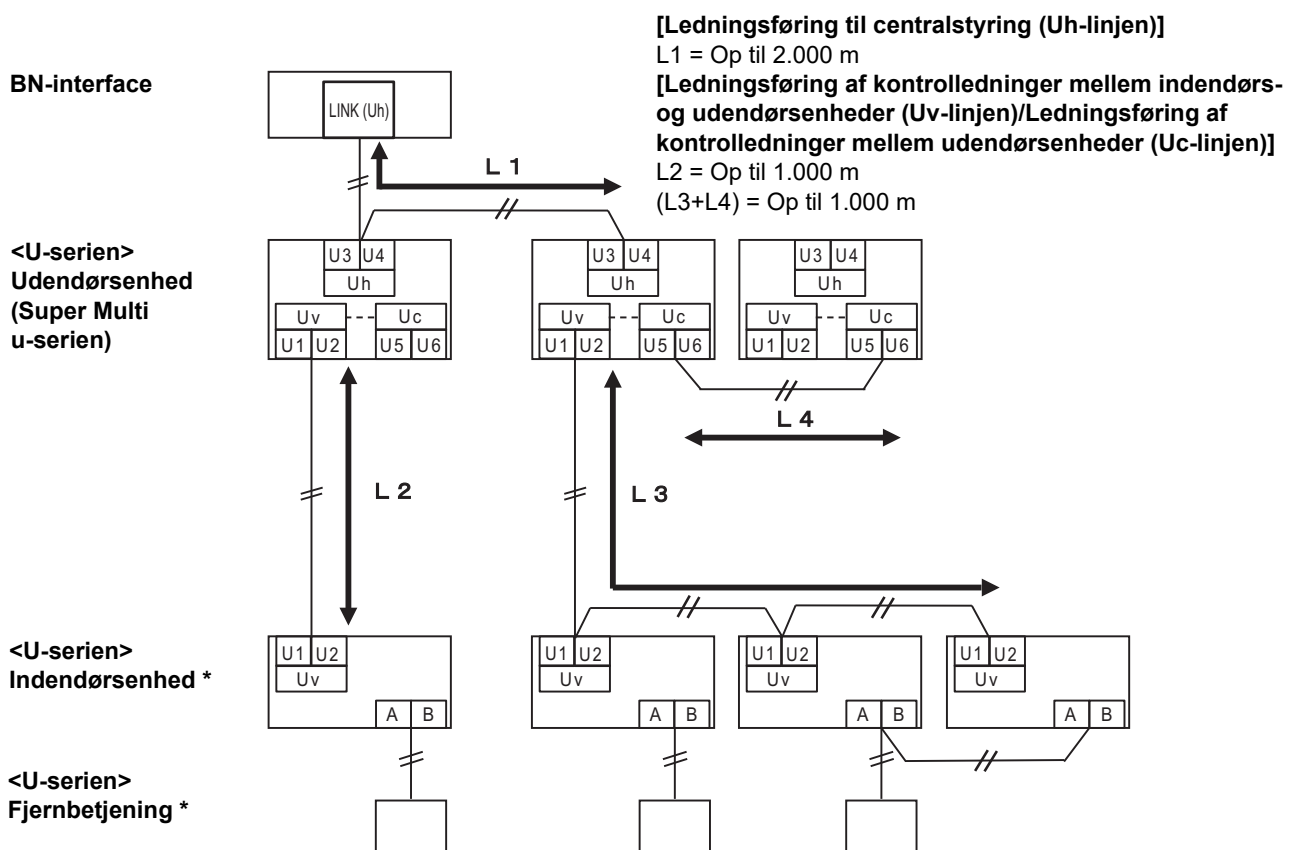 [Ledningsføring til centralstyring (Uh-linjen)]
L1 = Op til 2.000 m
[Ledningsføring af kontrolledninger mellem indendørs-
og udendørsenheder (Uv-linjen)/Ledningsføring af
kontrolledninger mellem udendørsenheder (Uc-linjen)]
L2 = Op til 1.000 m
(L3+L4) = Op til 1.000 m
BN-interface
LINK (Uh)
L 1
<U-serien>
Udendørsenhed
(Super Multi
u-serien)
U3 U4 U3 U4 U3 U4
Uh Uh Uh
Uv Uc Uv Uc Uv Uc
U1 U2 U5 U6 U1 U2 U5 U6 U1 U2 U5 U6
L 4
L 2 L 3
<U-serien>
Indendørsenhed *
U1 U2 U1 U2 U1 U2 U1 U2
Uv Uv Uv Uv
A B A B A B A B
<U-serien>
Fjernbetjening *